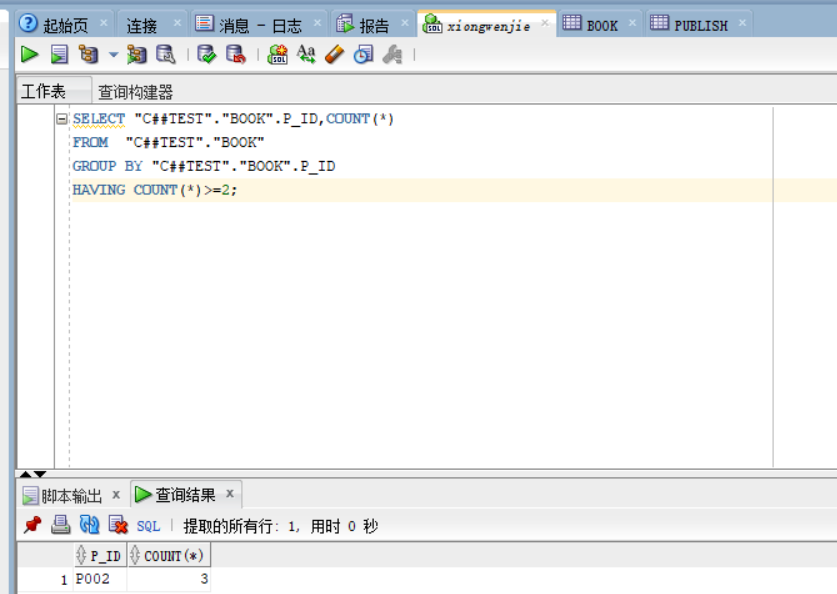 起始页 连接 消息 - 日志 报告 xiongwenjie BOOK PUBLISH
工作表 查询构建器
SELECT "C##TEST"."BOOK".P_ID,COUNT(*)
FROM  "C##TEST"."BOOK"
GROUP BY "C##TEST"."BOOK".P_ID
HAVING COUNT(*)>=2;
脚本输出 x 查询结果 x
SQL | 提取的所有行: 1, 用时 0 秒
P_ID COUNT(*)
1 P002 3